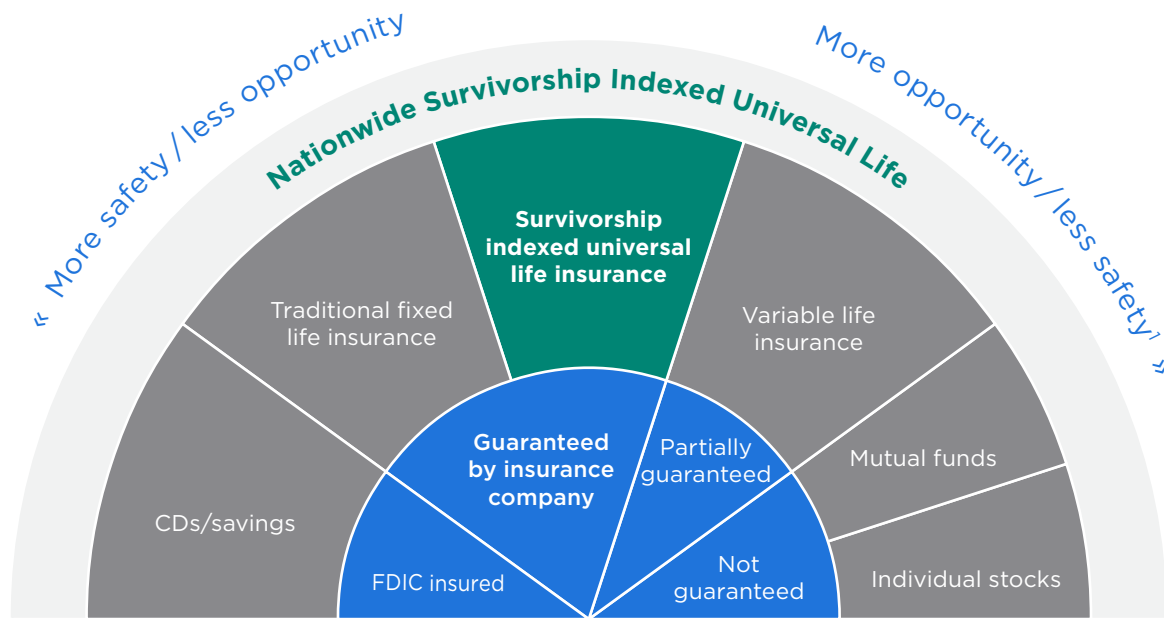 « More safety / less opportunity
More opportunity / less safety¹ »
Nationwide Survivorship Indexed Universal Life
Survivorship
indexed universal
life insurance
Traditional fixed
life insurance
Variable life
insurance
CDs/savings
Mutual funds
Individual stocks
Guaranteed
by insurance
company
Partially
guaranteed
FDIC insured
Not
guaranteed